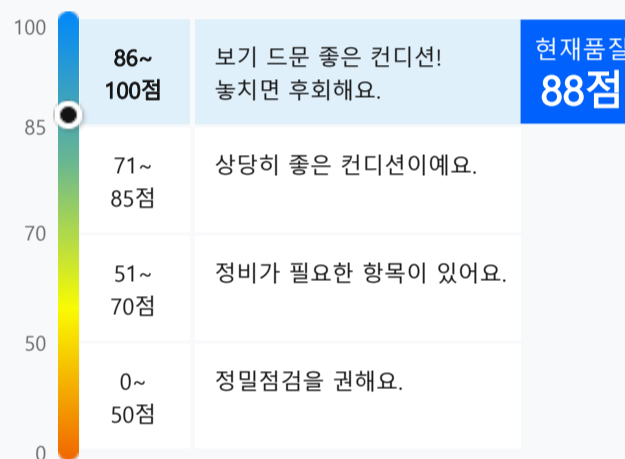 100
86~
100점
보기 드문 좋은 컨디션!
놓치면 후회해요.
현재품질
88점
85
71~
85점
상당히 좋은 컨디션이예요.
70
51~
70점
정비가 필요한 항목이 있어요.
50
0~
50점
정밀점검을 권해요.
0